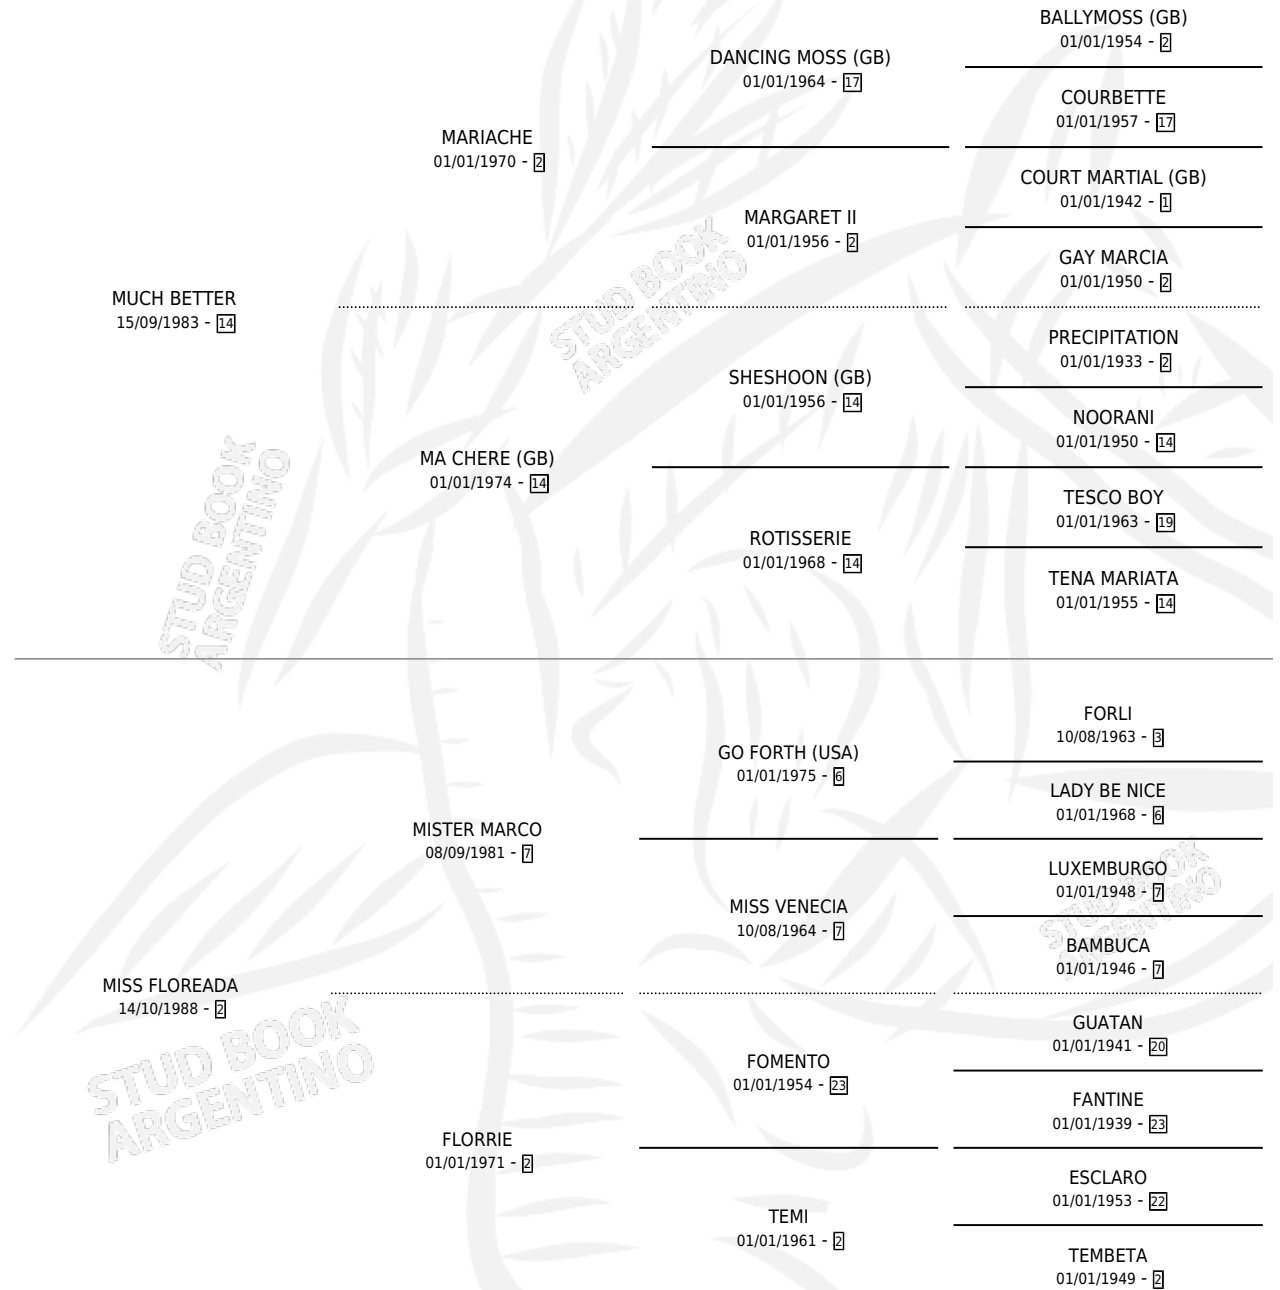 BALLYMOSS (GB)
01/01/1954 - 2
DANCING MOSS (GB)
01/01/1964 - 17
COURBETTE
01/01/1957 - 17
MARIACHE
01/01/1970 - 2
COURT MARTIAL (GB)
01/01/1942 - 1
MARGARET II
01/01/1956 - 2
GAY MARCIA
01/01/1950 - 2
MUCH BETTER
15/09/1983 - 14
PRECIPITATION
01/01/1933 - 2
SHESHOON (GB)
01/01/1956 - 14
NOORANI
01/01/1950 - 14
MA CHERE (GB)
01/01/1974 - 14
TESCO BOY
01/01/1963 - 19
ROTISSERIE
01/01/1968 - 14
TENA MARIATA
01/01/1955 - 14
STUD BOOK
ARGENTINO
STUD BOOK
ARGENTINO
FORLI
10/08/1963 - 3
GO FORTH (USA)
01/01/1975 - 6
LADY BE NICE
01/01/1968 - 6
MISTER MARCO
08/09/1981 - 7
LUXEMBURGO
01/01/1948 - 7
MISS VENECIA
10/08/1964 - 7
BAMBUCA
01/01/1946 - 7
MISS FLOREADA
14/10/1988 - 2
GUATAN
01/01/1941 - 20
FOMENTO
01/01/1954 - 23
FANTINE
01/01/1939 - 23
FLORRIE
01/01/1971 - 2
ESCLARO
01/01/1953 - 22
TEMI
01/01/1961 - 2
TEMBETA
01/01/1949 - 2
STUD BOOK
ARGENTINO
STUD BOOK
ARGENTINO